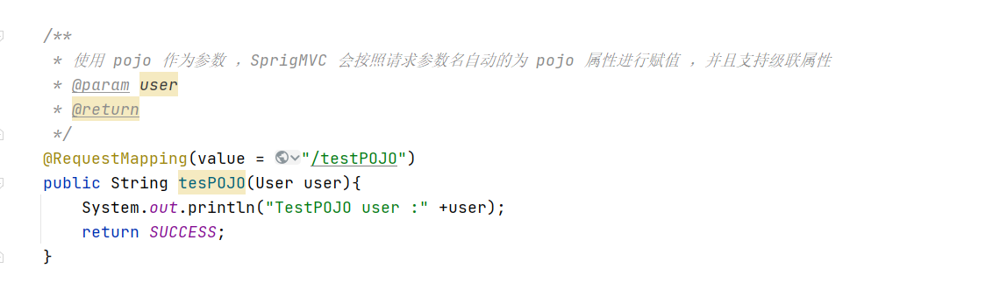 /**
* 使用 pojo 作为参数 ，SprigMVC 会按照请求参数名自动的为 pojo 属性进行赋值 ，并且支持级联属性
* @param user
* @return
*/
@RequestMapping(value = "/testPOJO")
public String tesPOJO(User user){
System.out.println("TestPOJO user :" +user);
return SUCCESS;
}